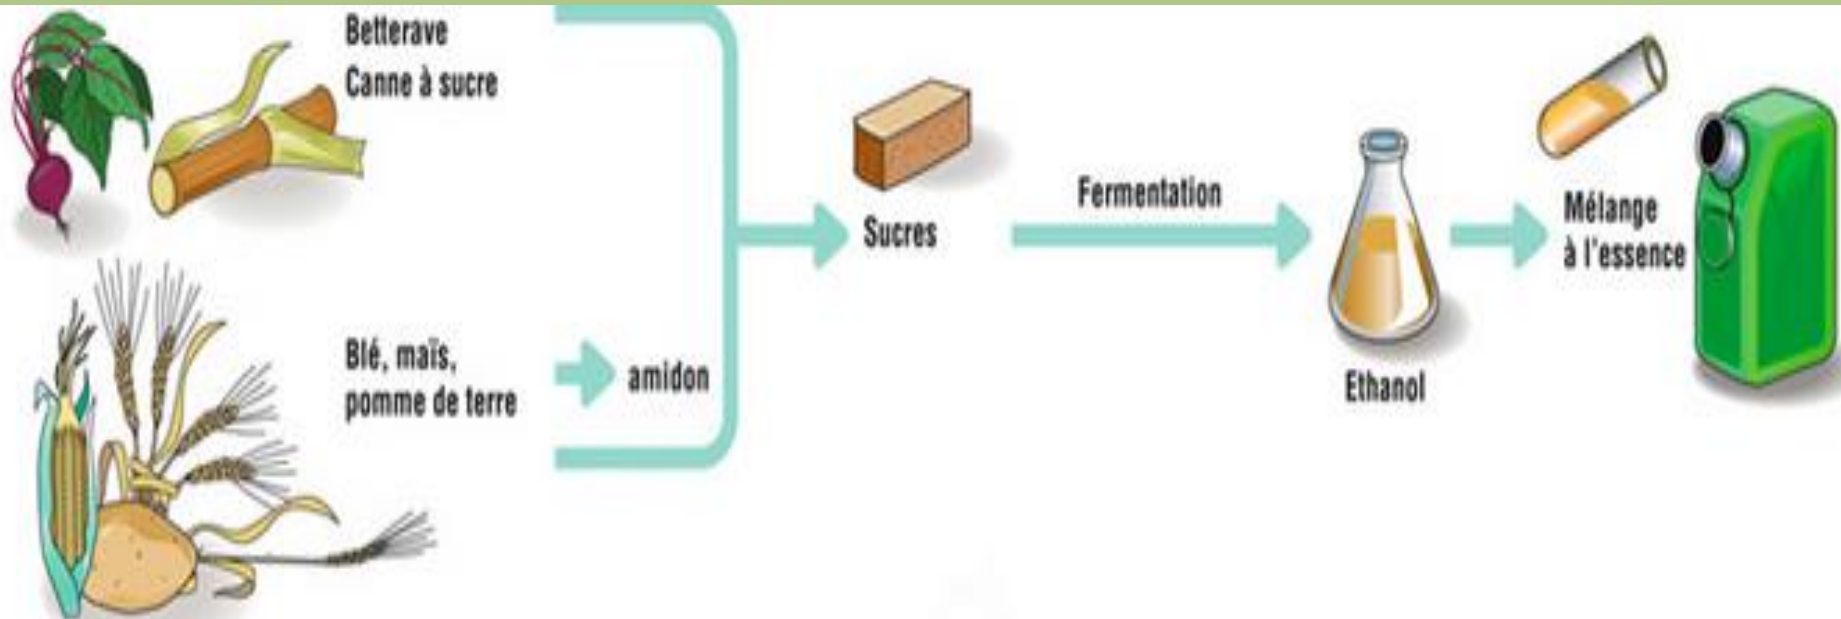 Betterave
Canne à sucre
Blé, maïs,
pomme de terre
amidon
Sucres
Fermentation
Ethanol
Mélange
à l'essence